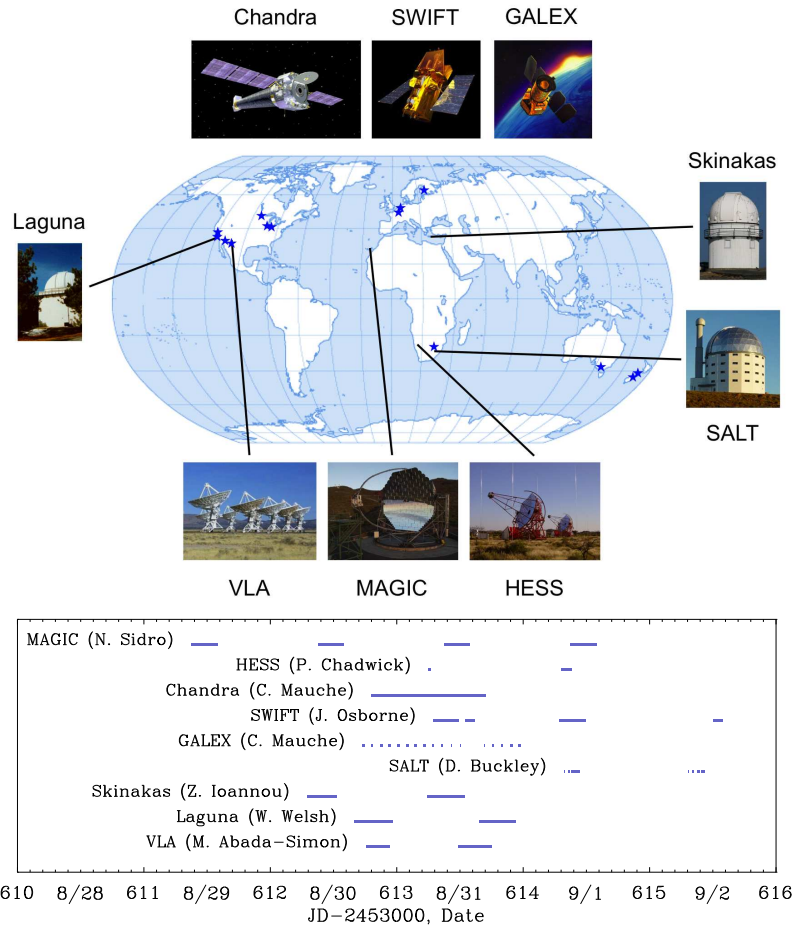 Chandra SWIFT GALEX
Skinakas
Laguna
SALT
VLA MAGIC HESS
MAGIC (N. Sidro)
HESS (P. Chadwick)
Chandra (C. Mauche)
SWIFT (J. Osborne)
GALEX (C. Mauche)
SALT (D. Buckley)
Skinakas (Z. Ioannou)
Laguna (W. Welsh)
VLA (M. Abada-Simon)
610 8/28 611 8/29 612 8/30 613 8/31 614 9/1 615 9/2 616
JD-2453000, Date